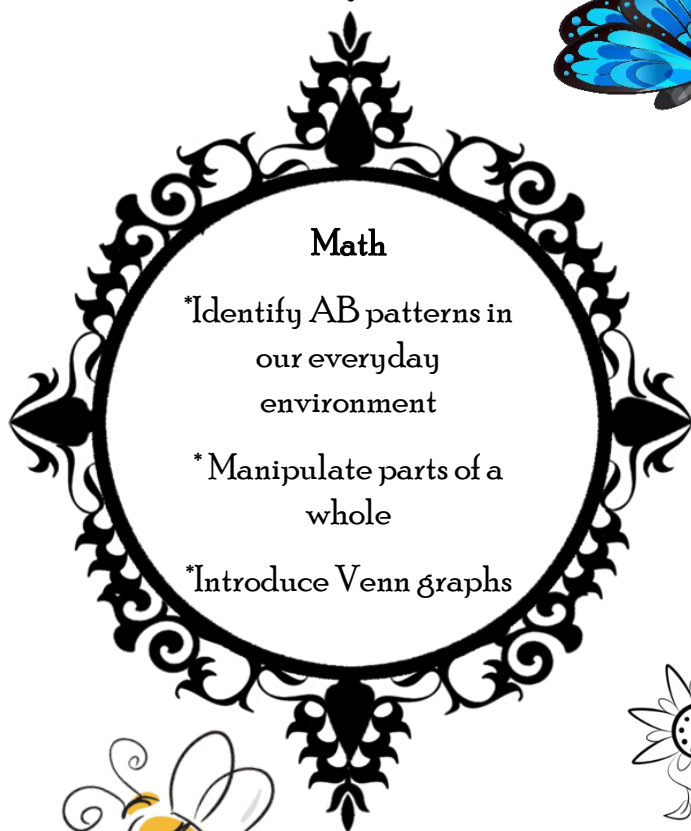 Math
*Identify AB patterns in
our everyday
environment
* Manipulate parts of a
whole
*Introduce Venn graphs